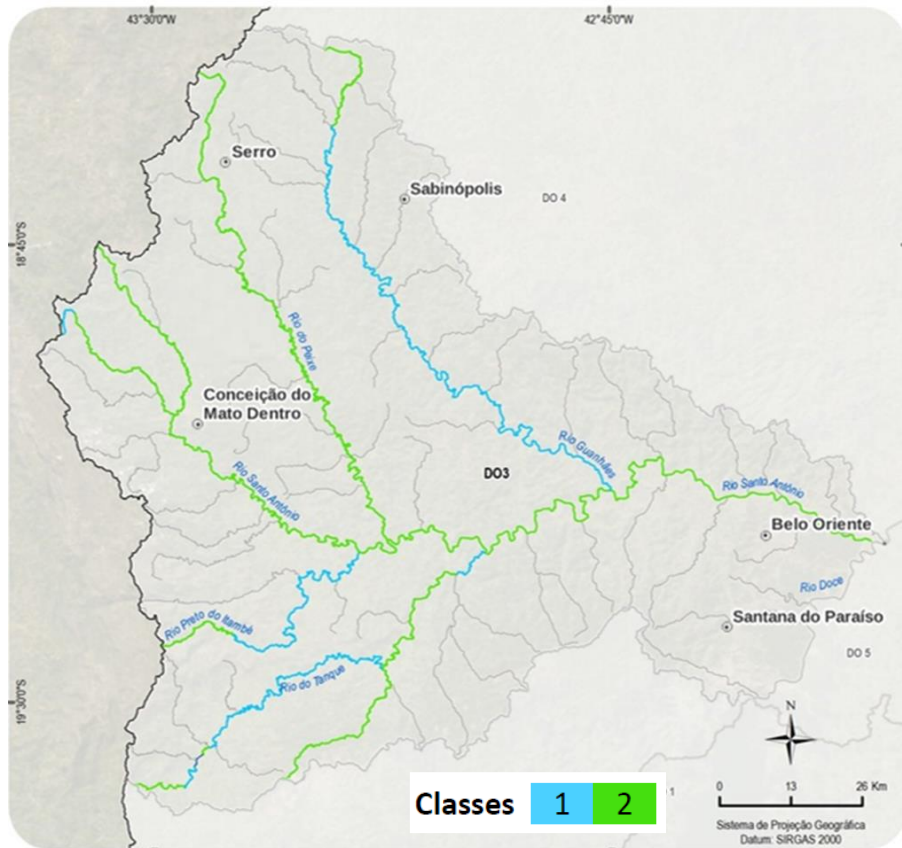 43°30'0"W
42°45'0"W
Serro
Sabinópolis
DO 4
18°45'0"S
Rio do Peixe
Conceição do
Mato Dentro
Rio Guanhães
DO3
Rio Santo Antônio
Rio Santo Antônio
Belo Oriente
Rio Doce
Rio Preto do Itambé
Santana do Paraíso
DO 5
Rio do Tanque
19°30'0"S
N
Classes 1 2
1
0 13 26 Km
Sistema de Projeção Geográfica
Datum: SIRGAS 2000